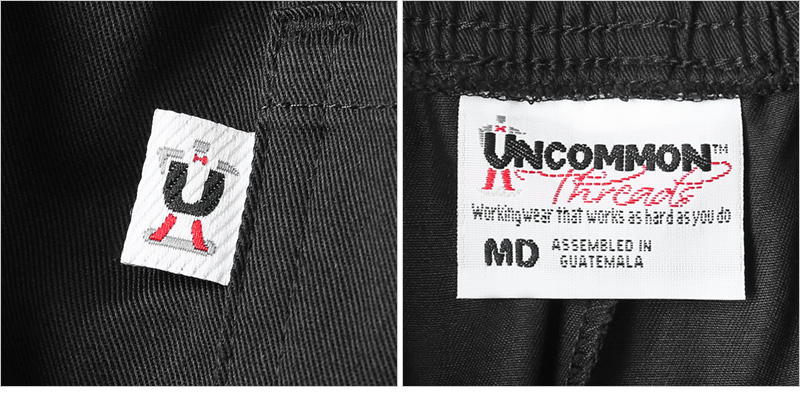 U
UNCOMMON™
Threads
Workingwear that works as hard as you do
MD ASSEMBLED IN
GUATEMALA